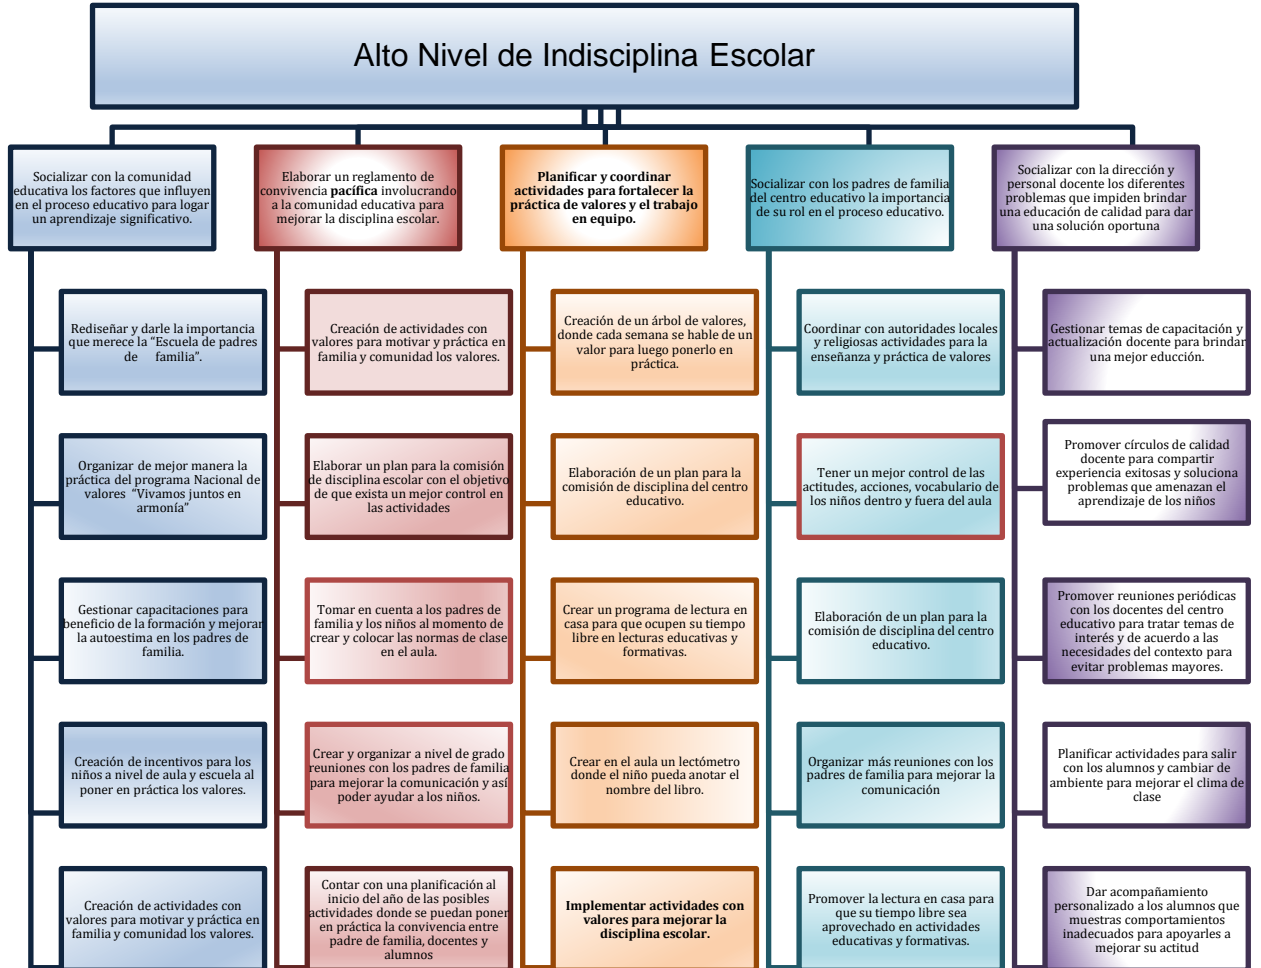 Alto Nivel de Indisciplina Escolar
Socializar con la comunidad
educativa los factores que influyen
en el proceso educativo para logar
un aprendizaje significativo.
Rediseñar y darle la importancia
que merece la “Escuela de padres
de familia”.
Organizar de mejor manera la
práctica del programa Nacional de
valores “Vivamos juntos en
armonía”
Gestionar capacitaciones para
beneficio de la formación y mejorar
la autoestima en los padres de
familia.
Creación de incentivos para los
niños a nivel de aula y escuela al
poner en práctica los valores.
Creación de actividades con
valores para motivar y práctica en
familia y comunidad los valores.
Elaborar un reglamento de
convivencia pacífica involucrando
a la comunidad educativa para
mejorar la disciplina escolar.
Creación de actividades con
valores para motivar y práctica en
familia y comunidad los valores.
Elaborar un plan para la comisión
de disciplina escolar con el objetivo
de que exista un mejor control en
las actividades
Tomar en cuenta a los padres de
familia y los niños al momento de
crear y colocar las normas de clase
en el aula.
Crear y organizar a nivel de grado
reuniones con los padres de familia
para mejorar la comunicación y así
poder ayudar a los niños.
Contar con una planificación al
inicio del año de las posibles
actividades donde se puedan poner
en práctica la convivencia entre
padre de familia, docentes y
alumnos
Planificar y coordinar
actividades para fortalecer la
práctica de valores y el trabajo
en equipo.
Creación de un árbol de valores,
donde cada semana se hable de un
valor para luego ponerlo en
práctica.
Elaboración de un plan para la
comisión de disciplina del centro
educativo.
Crear un programa de lectura en
casa para que ocupen su tiempo
libre en lecturas educativas y
formativas.
Crear en el aula un lectómetro
donde el niño pueda anotar el
nombre del libro.
Implementar actividades con
valores para mejorar la
disciplina escolar.
Socializar con los padres de familia
del centro educativo la importancia
de su rol en el proceso educativo.
Coordinar con autoridades locales
y religiosas actividades para la
enseñanza y práctica de valores
Tener un mejor control de las
actitudes, acciones, vocabulario de
los niños dentro y fuera del aula
Elaboración de un plan para la
comisión de disciplina del centro
educativo.
Organizar más reuniones con los
padres de familia para mejorar la
comunicación
Promover la lectura en casa para
que su tiempo libre sea
aprovechado en actividades
educativas y formativas.
Socializar con la dirección y
personal docente los diferentes
problemas que impiden brindar
una educación de calidad para dar
una solución oportuna
Gestionar temas de capacitación y
actualización docente para brindar
una mejor educción.
Promover círculos de calidad
docente para compartir
experiencia exitosas y soluciona
problemas que amenazan el
aprendizaje de los niños
Promover reuniones periódicas
con los docentes del centro
educativo para tratar temas de
interés y de acuerdo a las
necesidades del contexto para
evitar problemas mayores.
Planificar actividades para salir
con los alumnos y cambiar de
ambiente para mejorar el clima de
clase
Dar acompañamiento
personalizado a los alumnos que
muestras comportamientos
inadecuados para apoyarles a
mejorar su actitud